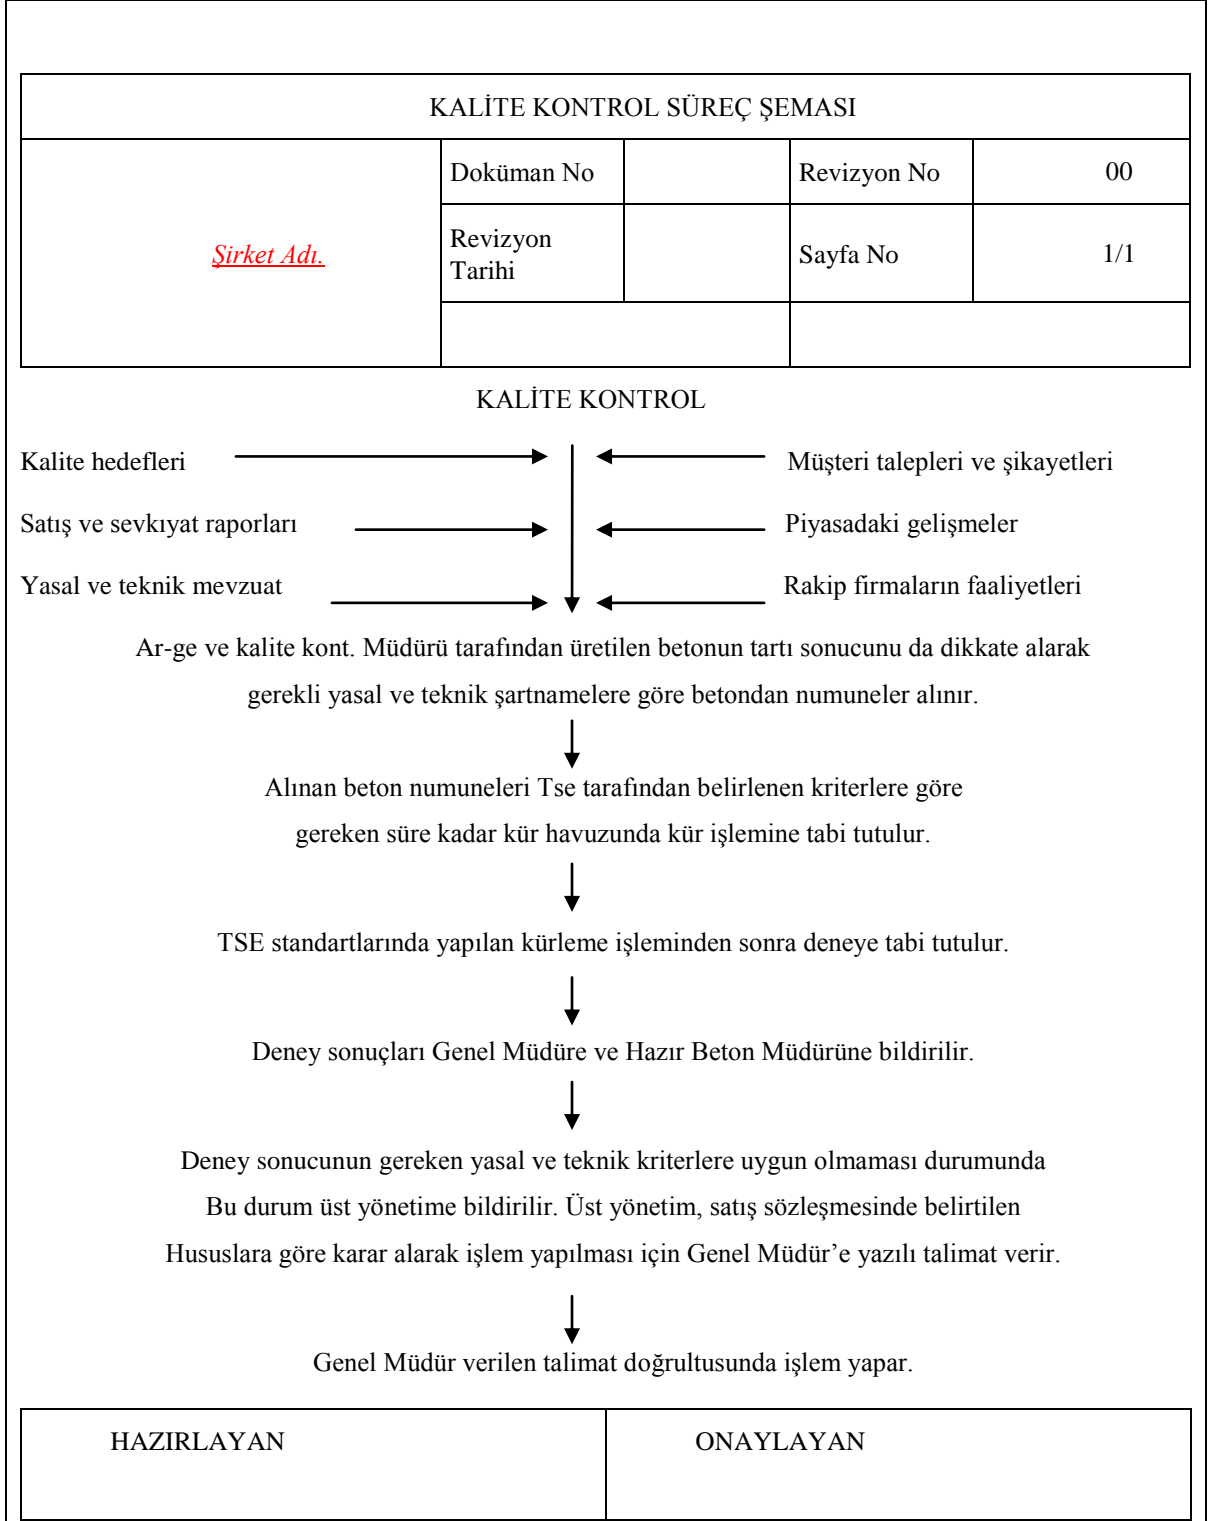 KALİTE KONTROL SÜREÇ ŞEMASI
Doküman No
Revizyon No
00
Şirket Adı.
Revizyon
Tarihi
Sayfa No
1/1
KALİTE KONTROL
Kalite hedefleri
Müşteri talepleri ve şikayetleri
Satış ve sevkıyat raporları
Piyasadaki gelişmeler
Yasal ve teknik mevzuat
Rakip firmaların faaliyetleri
Ar-ge ve kalite kont. Müdürü tarafından üretilen betonun tartı sonucunu da dikkate alarak
gerekli yasal ve teknik şartnamelere göre betondan numuneler alınır.
Alınan beton numuneleri Tse tarafından belirlenen kriterlere göre
gereken süre kadar kür havuzunda kür işlemine tabi tutulur.
TSE standartlarında yapılan kürleme işleminden sonra deneye tabi tutulur.
Deney sonuçları Genel Müdüre ve Hazır Beton Müdürüne bildirilir.
Deney sonucunun gereken yasal ve teknik kriterlere uygun olmaması durumunda
Bu durum üst yönetime bildirilir. Üst yönetim, satış sözleşmesinde belirtilen
Hususlara göre karar alarak işlem yapılması için Genel Müdür’e yazılı talimat verir.
Genel Müdür verilen talimat doğrultusunda işlem yapar.
HAZIRLAYAN
ONAYLAYAN